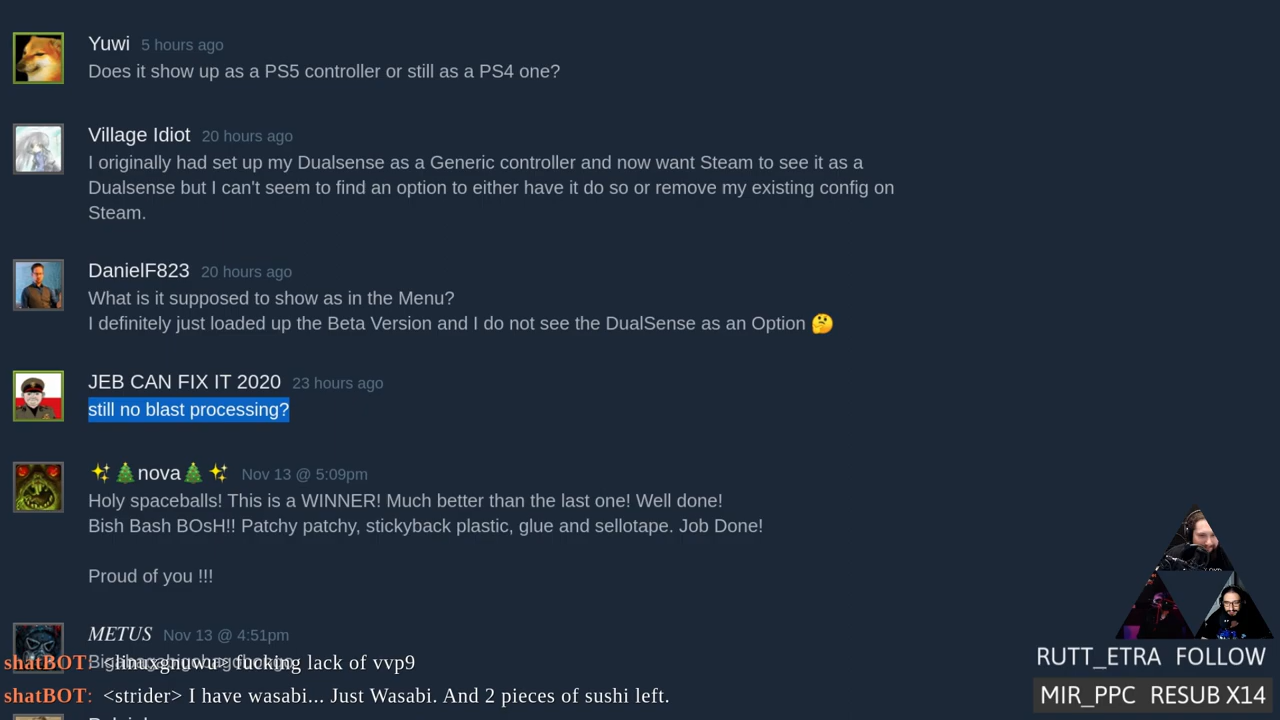 Yuwi 5 hours ago
Does it show up as a PS5 controller or still as a PS4 one?
Village Idiot 20 hours ago
I originally had set up my Dualsense as a Generic controller and now want Steam to see it as a
Dualsense but I can't seem to find an option to either have it do so or remove my existing config on
Steam.
DanielF823 20 hours ago
What is it supposed to show as in the Menu?
I definitely just loaded up the Beta Version and I do not see the DualSense as an Option 🤔
JEB CAN FIX IT 2020 23 hours ago
still no blast processing?
✨🎄nova🎄✨ Nov 13 @ 5:09pm
Holy spaceballs! This is a WINNER! Much better than the last one! Well done!
Bish Bash BOsH!! Patchy patchy, stickyback plastic, glue and sellotape. Job Done!
Proud of you !!!
METUS Nov 13 @ 4:51pm
shatBOT: <linuxgnuwu> fucking lack of vvp9
shatBOT: <strider> I have wasabi... Just Wasabi. And 2 pieces of sushi left.
RUTT_ETRA FOLLOW
MIR_PPC RESUB X14